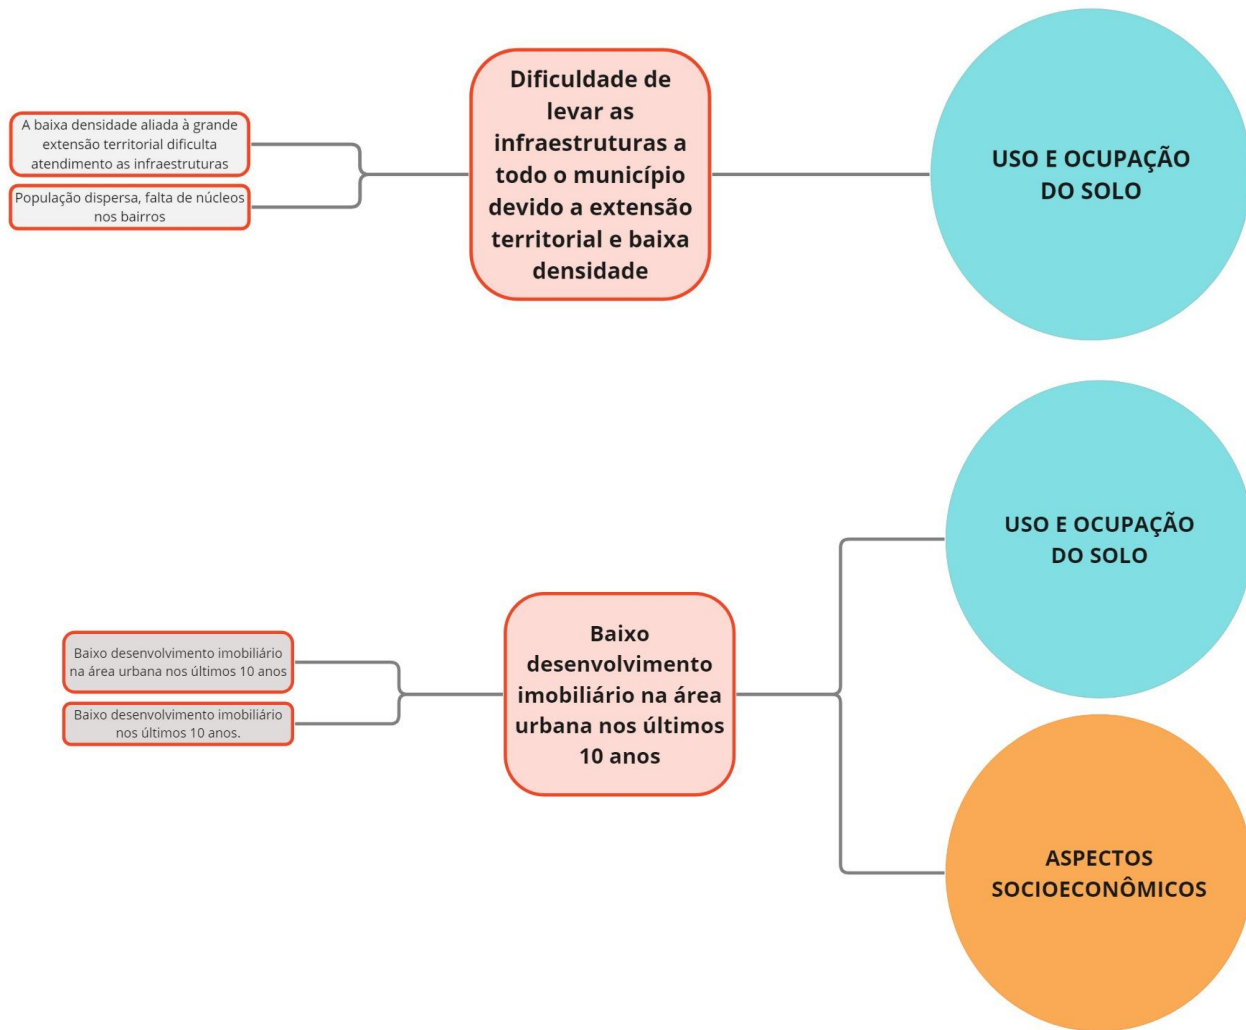 A baixa densidade aliada à grande
extensão territorial dificulta
atendimento as infraestruturas
População dispersa, falta de núcleos
nos bairros
Dificuldade de
levar as
infraestruturas a
todo o município
devido a extensão
territorial e baixa
densidade
USO E OCUPAÇÃO
DO SOLO
Baixo desenvolvimento imobiliário
na área urbana nos últimos 10 anos
Baixo desenvolvimento imobiliário
nos últimos 10 anos.
Baixo
desenvolvimento
imobiliário na área
urbana nos últimos
10 anos
USO E OCUPAÇÃO
DO SOLO
ASPECTOS
SOCIOECONÔMICOS